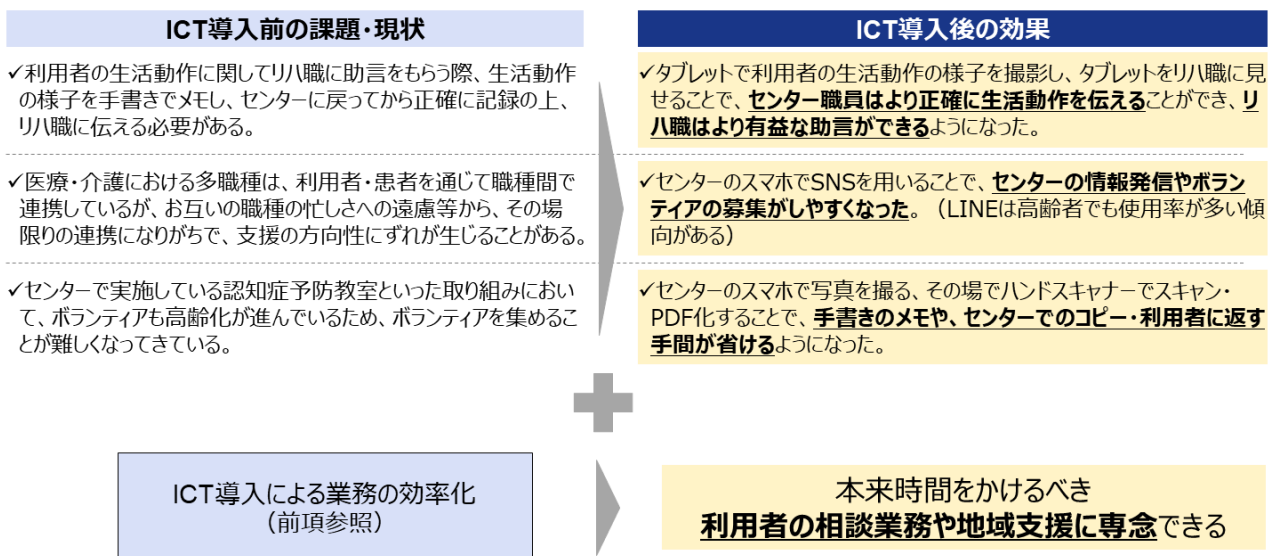 ICT導入前の課題・現状
✓利用者の生活動作に関してリハ職に助言をもらう際、生活動作
の様子を手書きでメモし、センターに戻ってから正確に記録の上、
リハ職に伝える必要がある。
✓医療・介護における多職種は、利用者・患者を通じて職種間で
連携しているが、お互いの職種の忙しさへの遠慮等から、その場
限りの連携になりがちで、支援の方向性にずれが生じることがある。
✓センターで実施している認知症予防教室といった取り組みにおい
て、ボランティアも高齢化が進んでいるため、ボランティアを集めるこ
とが難しくなってきている。
ICT導入後の効果
✓タブレットで利用者の生活動作の様子を撮影し、タブレットをリハ職に見
せることで、センター職員はより正確に生活動作を伝えることができ、リ
ハ職はより有益な助言ができるようになった。
✓センターのスマホでSNSを用いることで、センターの情報発信やボラン
ティアの募集がしやすくなった。（LINEは高齢者でも使用率が多い傾
向がある）
✓センターのスマホで写真を撮る、その場でハンドスキャナーでスキャン・
PDF化することで、手書きのメモや、センターでのコピー・利用者に返す
手間が省けるようになった。
ICT導入による業務の効率化
（前項参照）
本来時間をかけるべき
利用者の相談業務や地域支援に専念できる